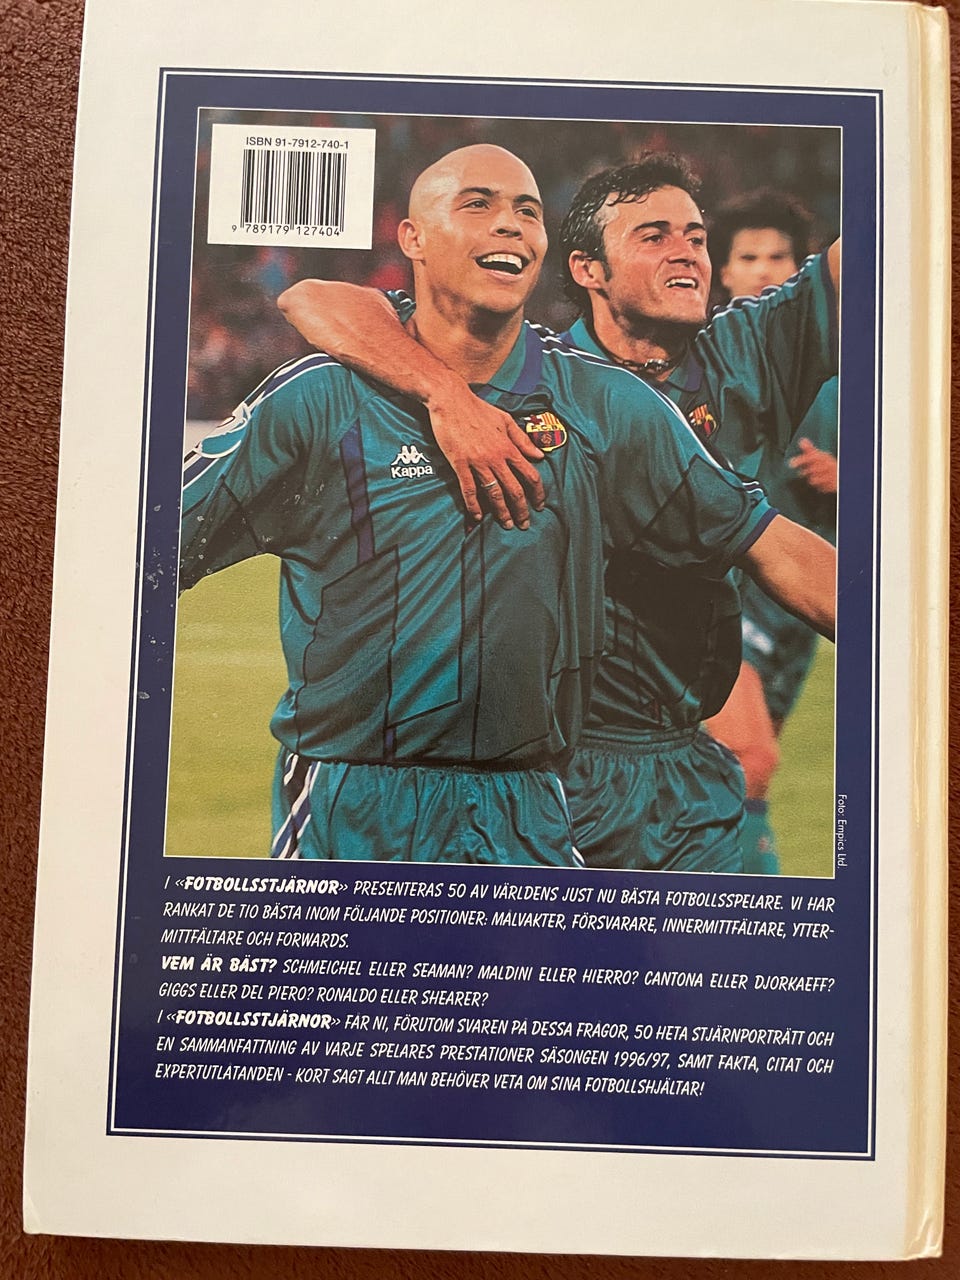 ISBN 91-7912-740-1
9 789179 127404
Kappa
F.C.B.
Foto: Empics Ltd
I «FOTBOLLSSTJÄRNOR» PRESENTERAS 50 AV VÄRLDENS JUST NU BÄSTA FOTBOLLSSPELARE. VI HAR
RANKAT DE TIO BÄSTA INOM FÖLJANDE POSITIONER: MÅLVAKTER, FÖRSVARARE, INNERMITTFÄLTARE, YTTER-
MITTFÄLTARE OCH FORWARDS.
VEM ÄR BÄST? SCHMEICHEL ELLER SEAMAN? MALDINI ELLER HIERRO? CANTONA ELLER DJORKAEFF?
GIGGS ELLER DEL PIERO? RONALDO ELLER SHEARER?
I «FOTBOLLSSTJÄRNOR» FÅR NI, FÖRUTOM SVAREN PÅ DESSA FRÅGOR, 50 HETA STJÄRNPORTRÄTT OCH
EN SAMMANFATTNING AV VARJE SPELARES PRESTATIONER SÄSONGEN 1996/97, SAMT FAKTA, CITAT OCH
EXPERTUTLÅTANDEN - KORT SAGT ALLT MAN BEHÖVER VETA OM SINA FOTBOLLSHJÄLTAR!